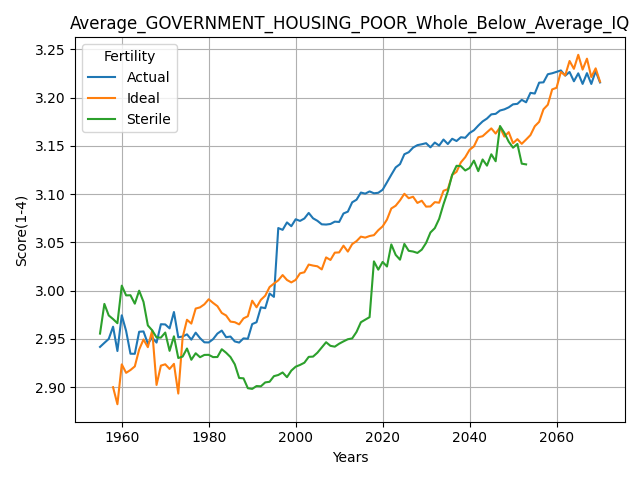 Average_GOVERNMENT_HOUSING_POOR_Whole_Below_Average_IQ
Fertility
Actual
Ideal
Sterile
3.25
3.20
3.15
3.10
3.05
3.00
2.95
2.90
Score(1-4)
1960 1980 2000 2020 2040 2060
Years